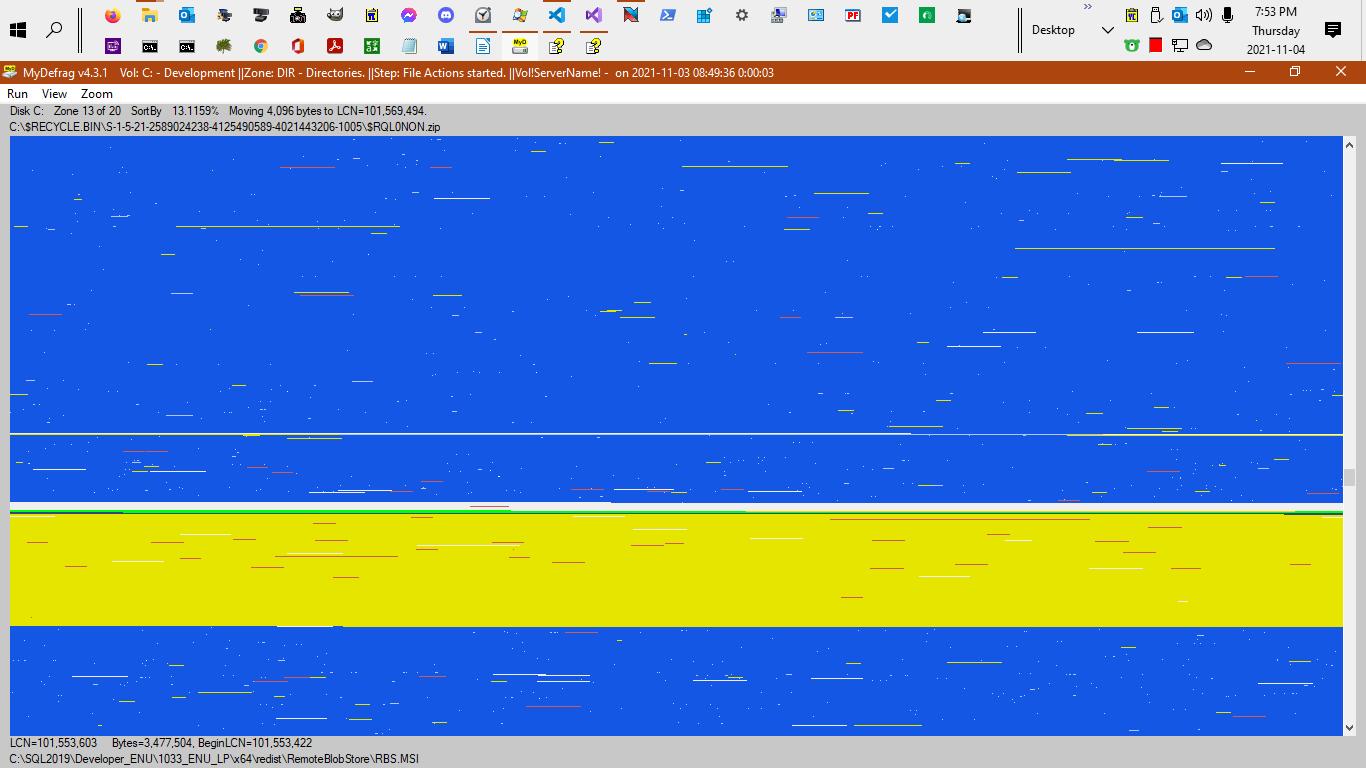 7:53 PM
Desktop
Thursday
2021-11-04
MyDefrag v4.3.1 Vol: C: - Development ||Zone: DIR - Directories. ||Step: File Actions started. ||Vol!ServerName! - on 2021-11-03 08:49:36 0:00:03
Run View Zoom
Disk C: Zone 13 of 20 SortBy 13.1159% Moving 4,096 bytes to LCN=101,569,494.
C:\$RECYCLE.BIN\S-1-5-21-2589024238-4125490589-4021443206-1005\$RQL0NON.zip
LCN=101,553,603 Bytes=3,477,504, BeginLCN=101,553,422
C:\SQL2019\Developer_ENU\1033_ENU_LP\x64\redist\RemoteBlobStore\RBS.MSI